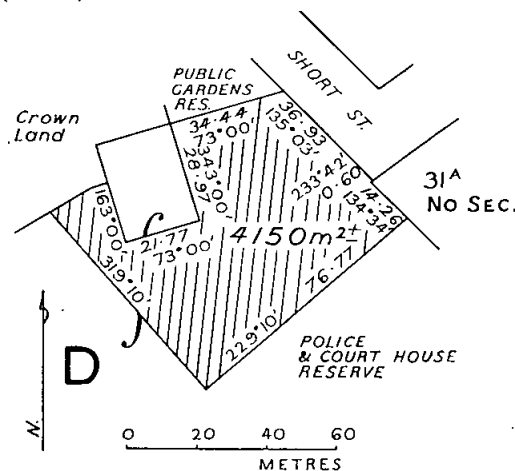 SHORT ST.
PUBLIC
GARDENS
RES.
Crown
Land
34·44
73°00'
36·93
135°03'
343°00'
28·97
233°42'
0·60
14·26
134°34'
31A
NO SEC.
163°00'
21·77
73°00'
4150m²±
319°10'
76·77
229°10'
POLICE
& COURT HOUSE
RESERVE
D
N.
0 20 40 60
METRES